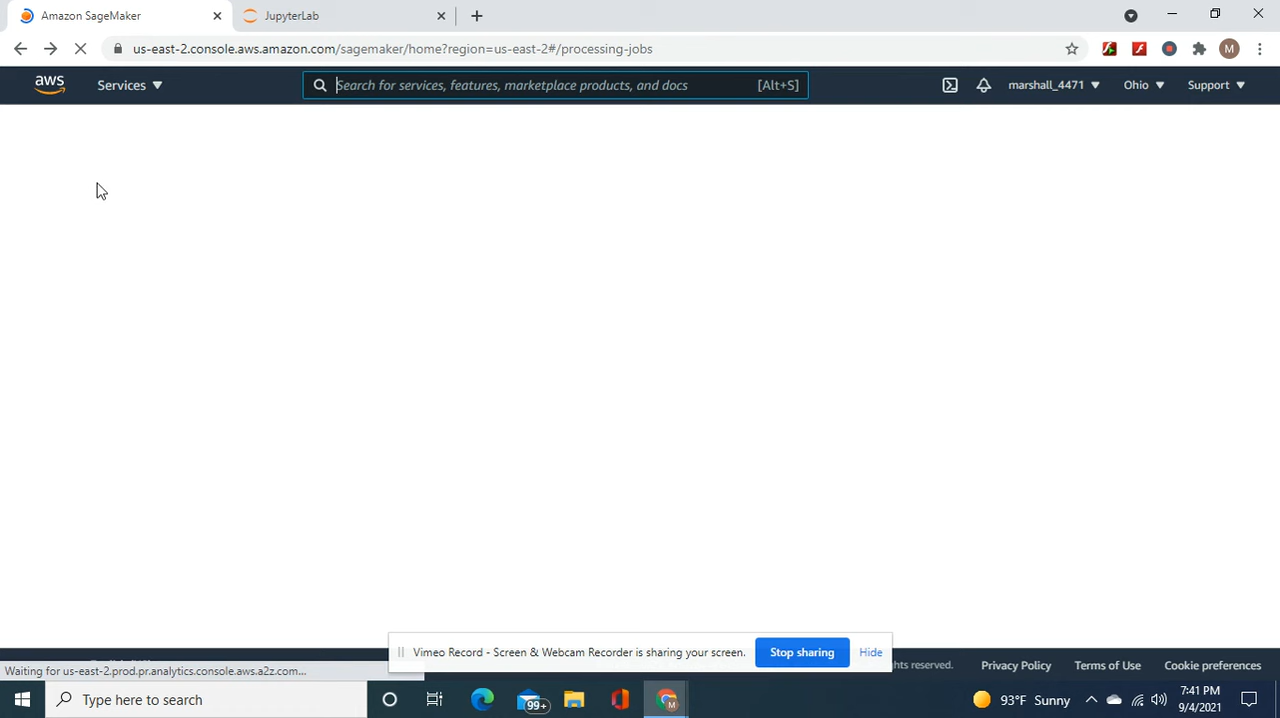 Amazon SageMaker
JupyterLab
us-east-2.console.aws.amazon.com/sagemaker/home?region=us-east-2#/processing-jobs
M
aws
Services
Search for services, features, marketplace products, and docs
[Alt+S]
marshall_4471
Ohio
Support
Vimeo Record - Screen & Webcam Recorder is sharing your screen.
Stop sharing
Hide
ghts reserved.
Privacy Policy
Terms of Use
Cookie preferences
Waiting for us-east-2.prod.pr.analytics.console.aws.a2z.com...
Type here to search
99+
M
93°F Sunny
7:41 PM
9/4/2021